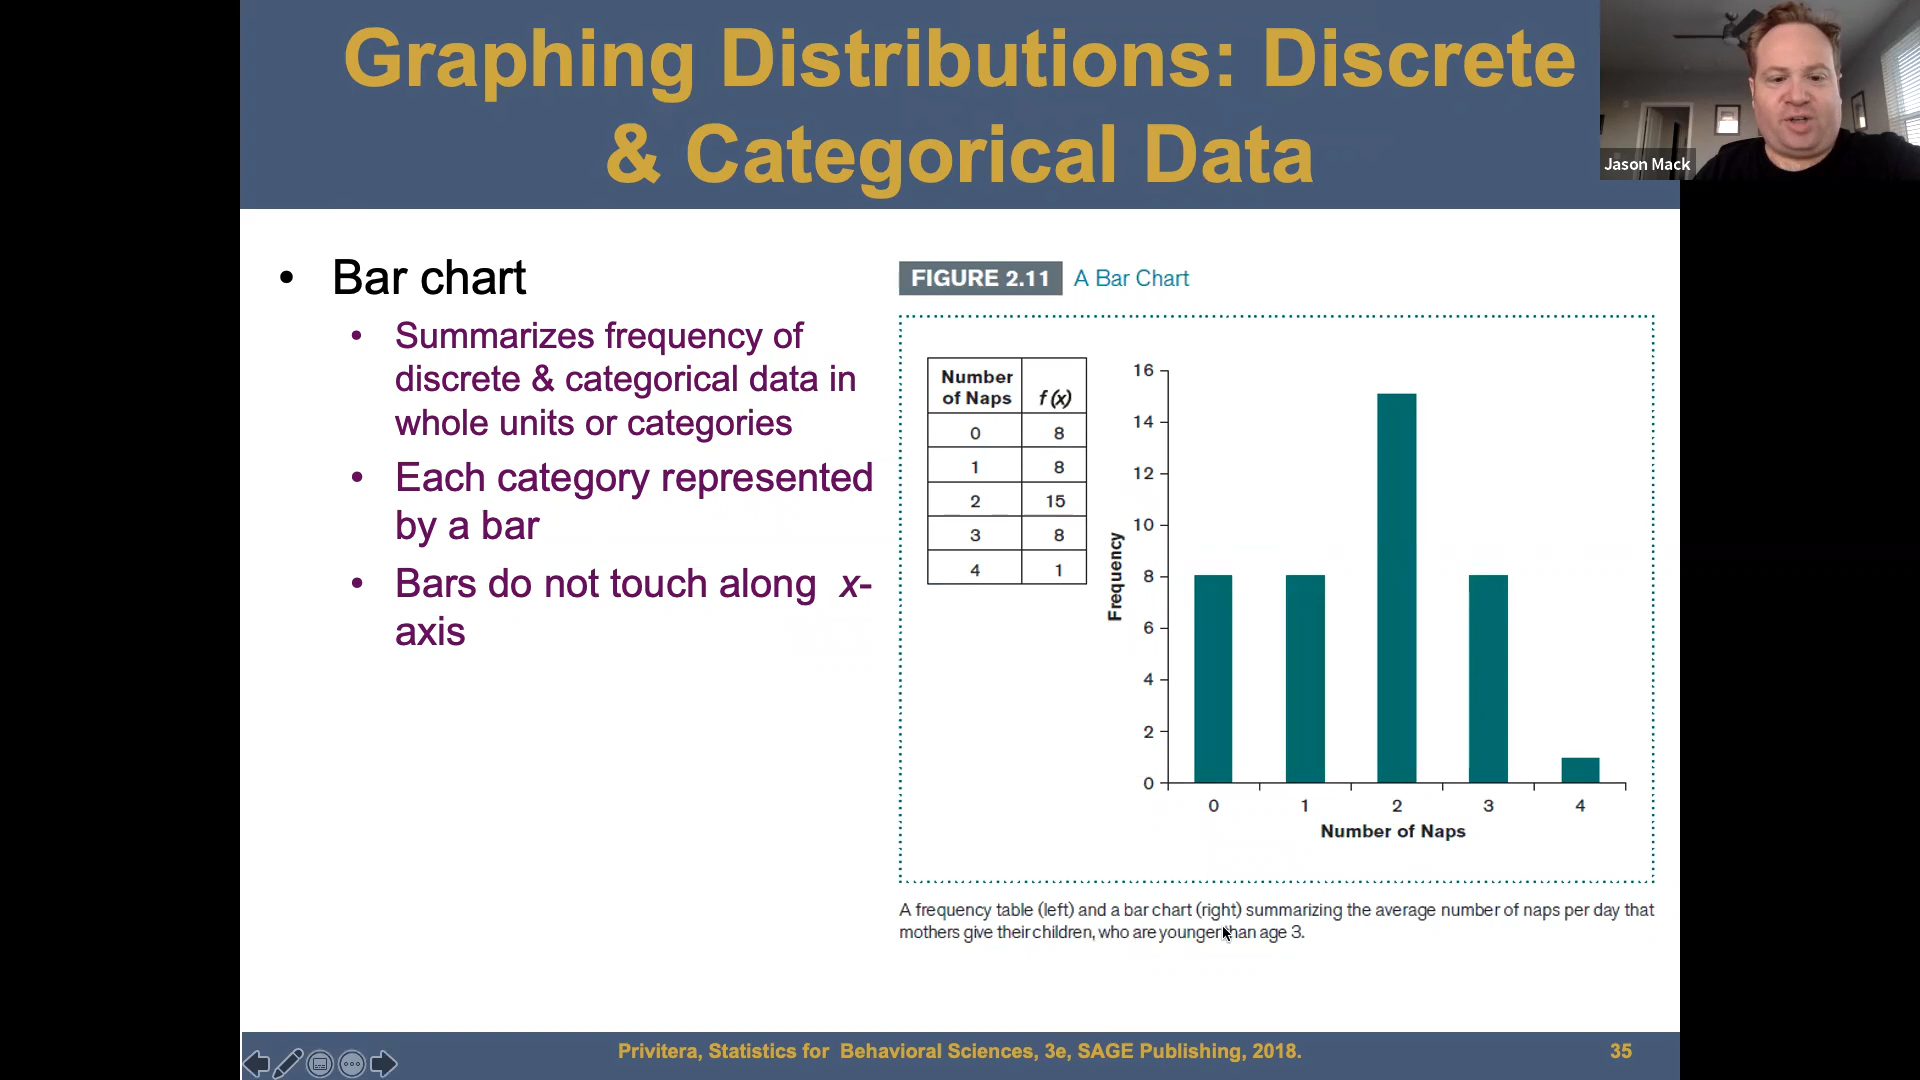 Graphing Distributions: Discrete
& Categorical Data
Jason Mack
• Bar chart
• Summarizes frequency of
discrete & categorical data in
whole units or categories
• Each category represented
by a bar
• Bars do not touch along x-
axis
FIGURE 2.11 A Bar Chart
Number
of Naps f(x)
0 8
1 8
2 15
3 8
4 1
16
14
12
10
8
6
4
2
0
Frequency
0 1 2 3 4
Number of Naps
A frequency table (left) and a bar chart (right) summarizing the average number of naps per day that
mothers give their children, who are younger than age 3.
Privitera, Statistics for Behavioral Sciences, 3e, SAGE Publishing, 2018.
35